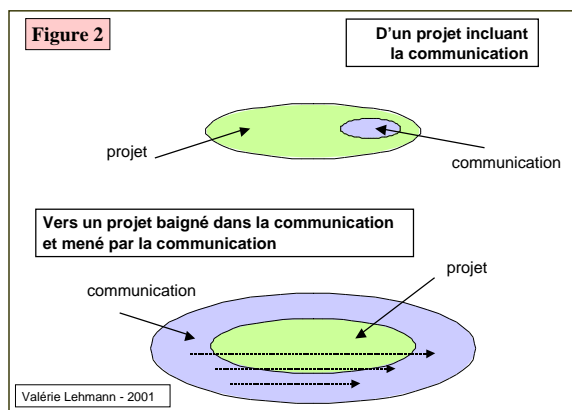 Figure 2
D'un projet incluant
la communication
projet
communication
Vers un projet baigné dans la communication
et mené par la communication
projet
communication
Valérie Lehmann - 2001